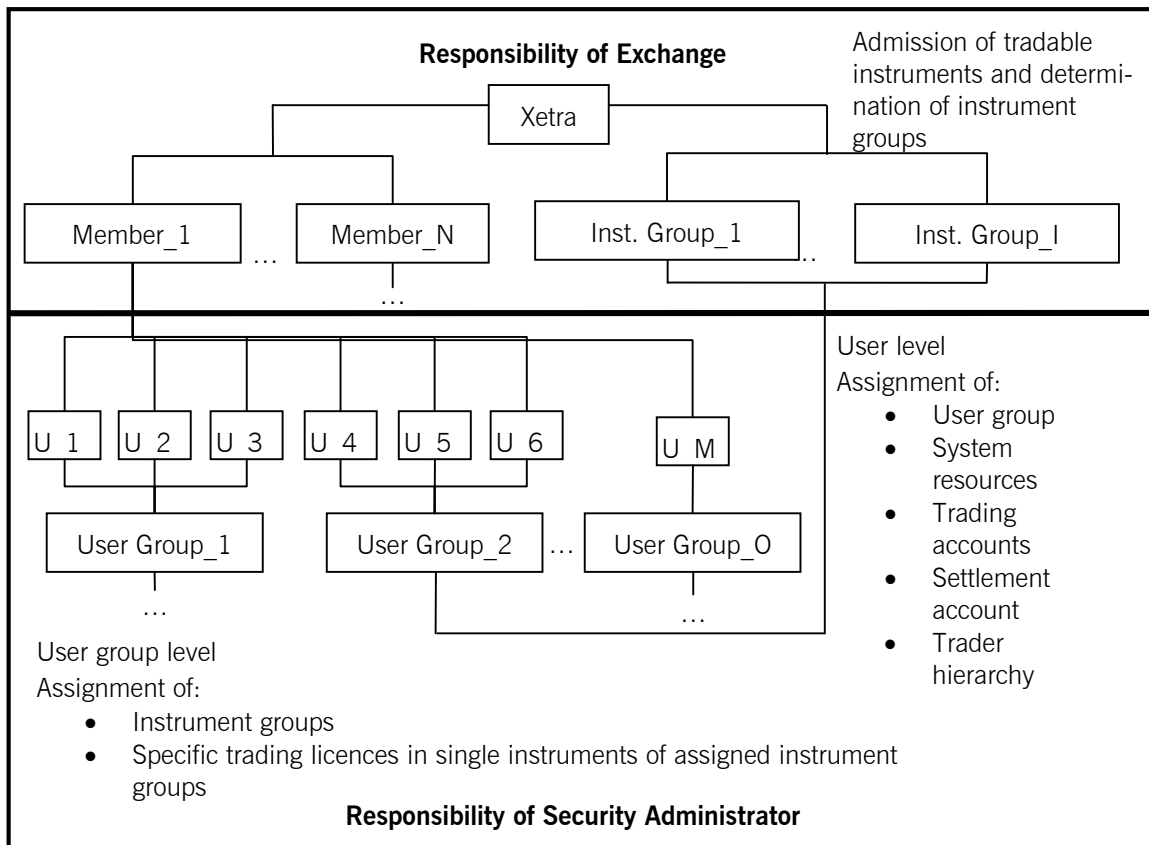 Responsibility of Exchange
Admission of tradable
instruments and determi-
nation of instrument
groups
Xetra
Member_1
...
Member_N
...
Inst. Group_1
...
Inst. Group_I
User level
Assignment of:
• User group
• System
resources
• Trading
accounts
• Settlement
account
• Trader
hierarchy
U 1
U 2
U 3
U 4
U 5
U 6
U M
User Group_1
User Group_2
...
User Group_O
...
...
User group level
Assignment of:
• Instrument groups
• Specific trading licences in single instruments of assigned instrument
groups
Responsibility of Security Administrator